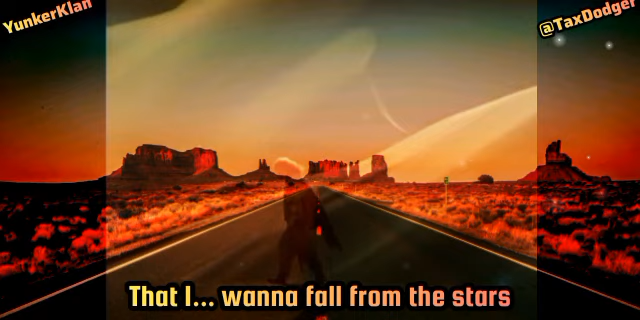 YunkerKlan
@TaxDodger
That I... wanna fall from the stars